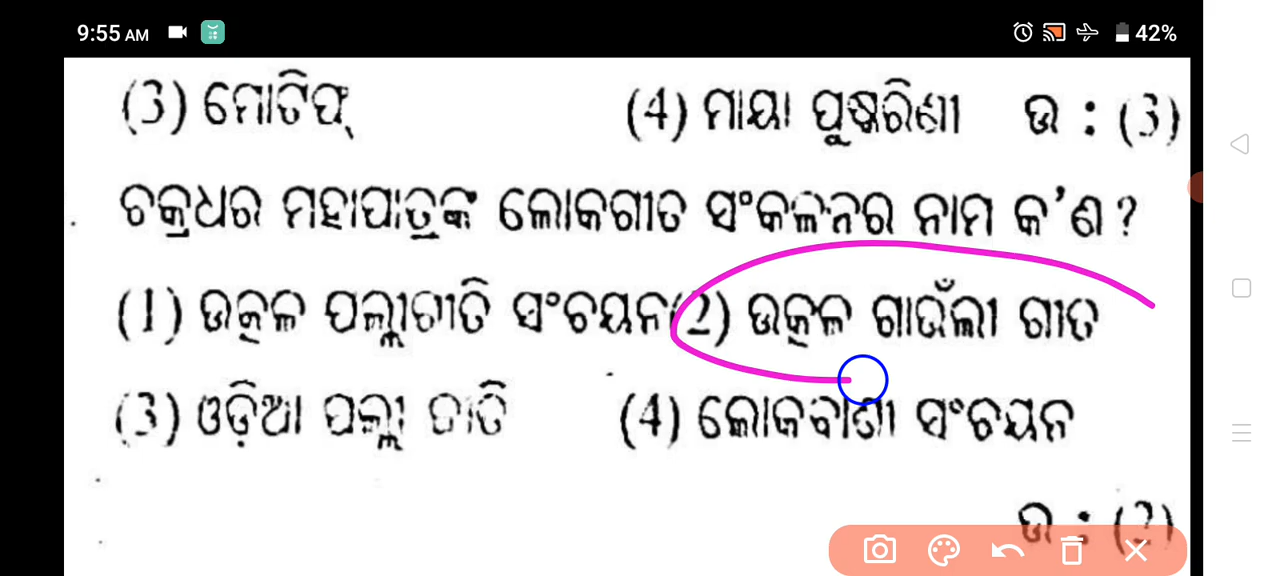 9:55 AM 42%
(3) ମୋଟିଫ୍ (4) ମାୟା ପୁଷ୍କରିଣୀ ଉ : (3)
ଚକ୍ରଧର ମହାପାତ୍ରଙ୍କ ଲୋକଗୀତ ସଂକଳନର ନାମ କ'ଣ ?
(1) ଉତ୍କଳ ପଲ୍ଲୀଗୀତି ସଂଚୟନ (2) ଉତ୍କଳ ଗାଉଁଲୀ ଗୀତ
(3) ଓଡ଼ିଆ ପଲ୍ଲୀ ଗୀତି (4) ଲୋକବାଣୀ ସଂଚୟନ
ଉ : (2)